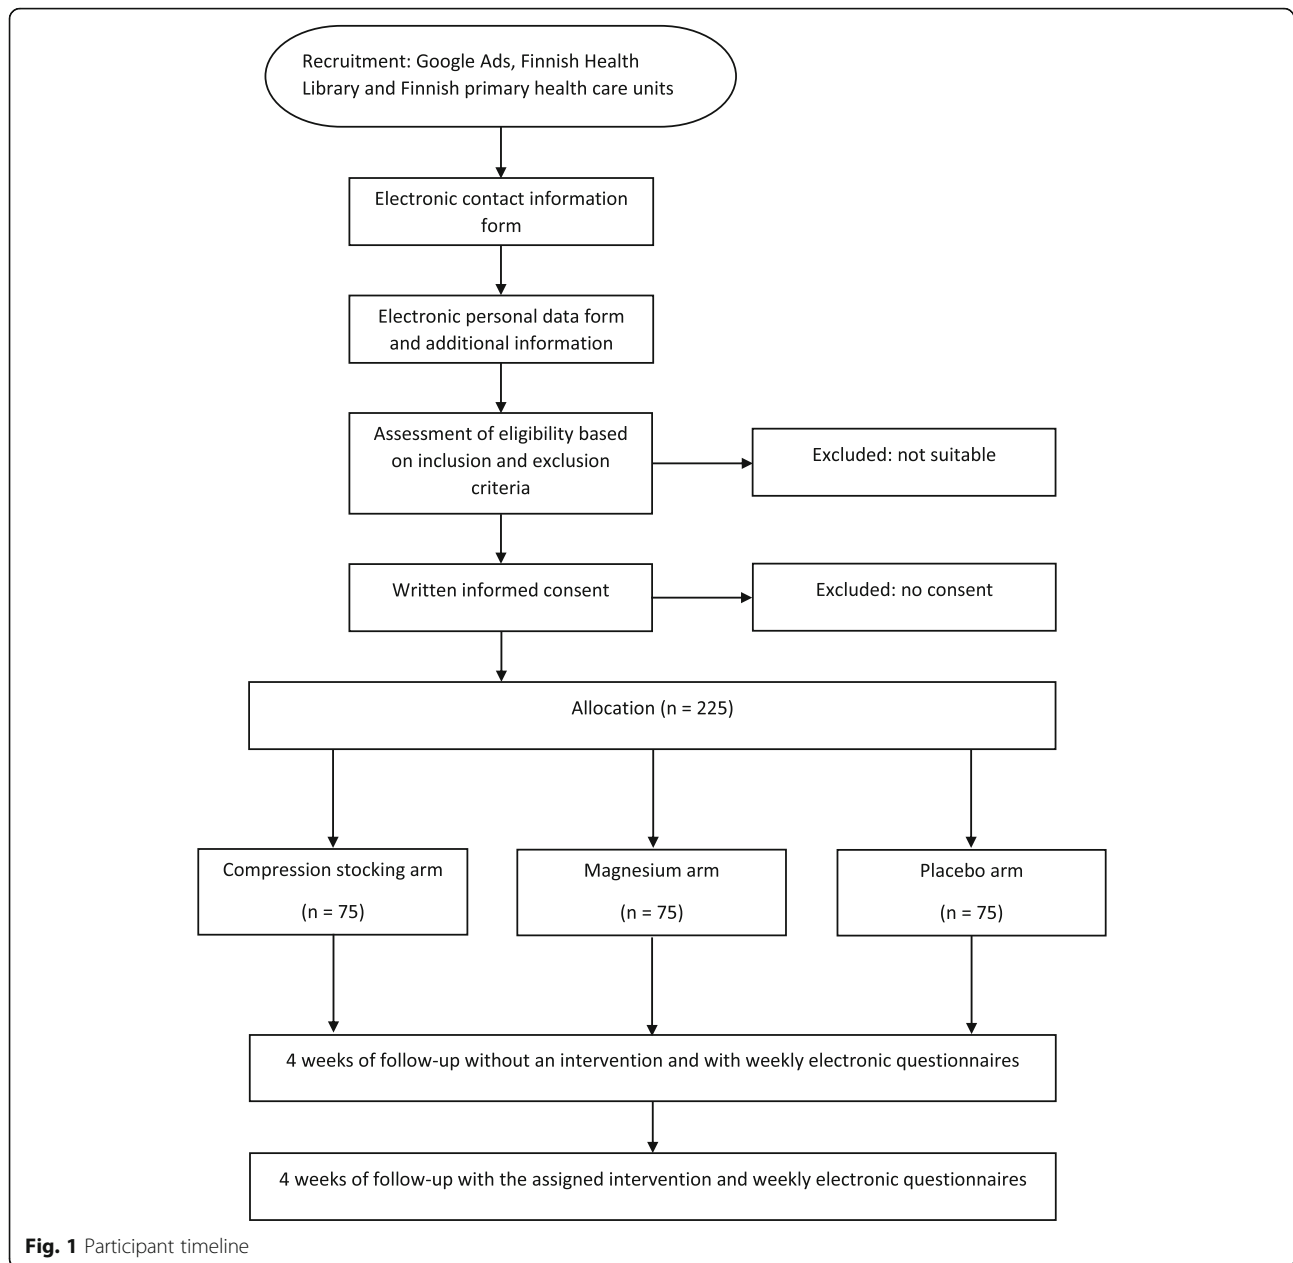 Recruitment: Google Ads, Finnish Health
Library and Finnish primary health care units
Electronic contact information
form
Electronic personal data form
and additional information
Assessment of eligibility based
on inclusion and exclusion
criteria
Excluded: not suitable
Written informed consent
Excluded: no consent
Allocation (n = 225)
Compression stocking arm
(n = 75)
Magnesium arm
(n = 75)
Placebo arm
(n = 75)
4 weeks of follow-up without an intervention and with weekly electronic questionnaires
4 weeks of follow-up with the assigned intervention and weekly electronic questionnaires
Fig. 1 Participant timeline